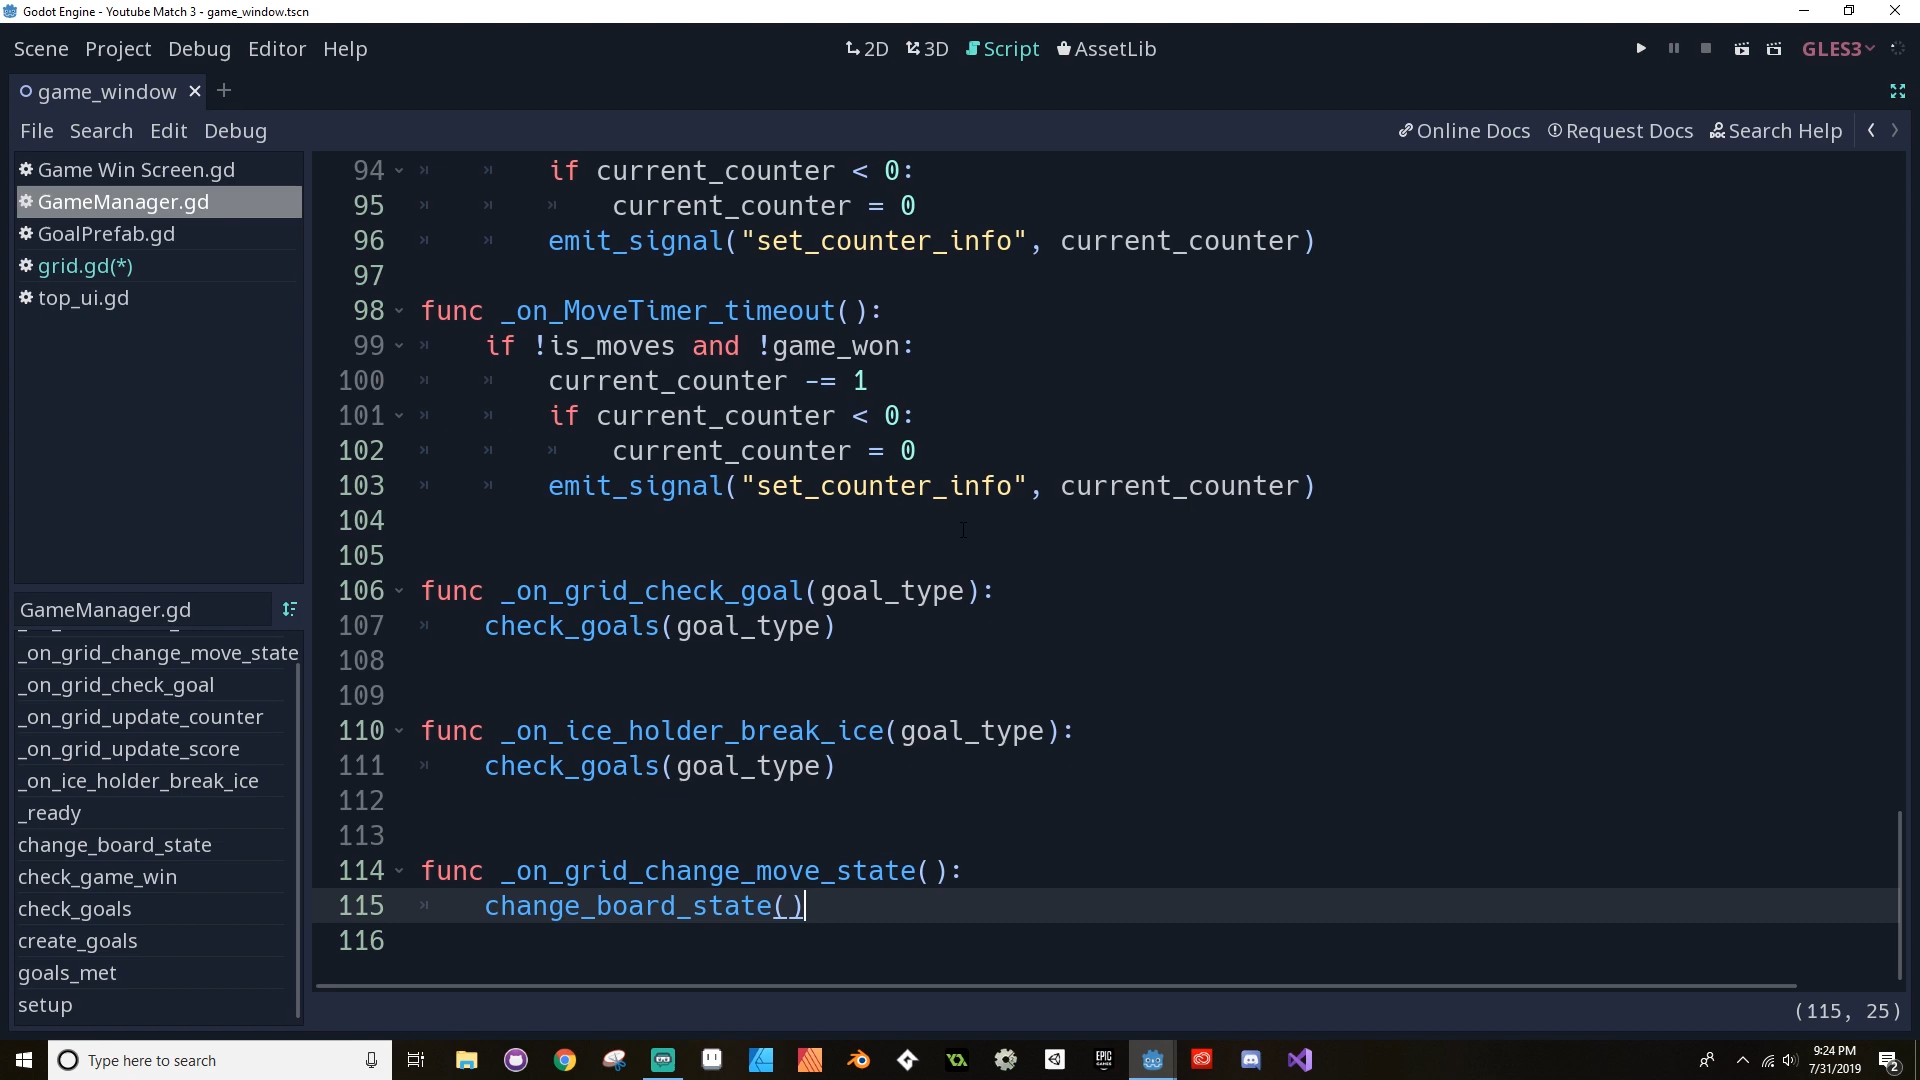 Godot Engine - Youtube Match 3 - game_window.tscn
Scene Project Debug Editor Help
2D 3D Script AssetLib
GLES3
game_window
File Search Edit Debug
Online Docs Request Docs Search Help
Game Win Screen.gd
GameManager.gd
GoalPrefab.gd
grid.gd(*)
top_ui.gd
GameManager.gd
_on_grid_change_move_state
_on_grid_check_goal
_on_grid_update_counter
_on_grid_update_score
_on_ice_holder_break_ice
_ready
change_board_state
check_game_win
check_goals
create_goals
goals_met
setup
94 if current_counter < 0:
95 current_counter = 0
96 emit_signal("set_counter_info", current_counter)
97
98 func _on_MoveTimer_timeout():
99 if !is_moves and !game_won:
100 current_counter -= 1
101 if current_counter < 0:
102 current_counter = 0
103 emit_signal("set_counter_info", current_counter)
104
105
106 func _on_grid_check_goal(goal_type):
107 check_goals(goal_type)
108
109
110 func _on_ice_holder_break_ice(goal_type):
111 check_goals(goal_type)
112
113
114 func _on_grid_change_move_state():
115 change_board_state()
116
(115, 25)
Type here to search
EPIC GAMES
9:24 PM
7/31/2019
2